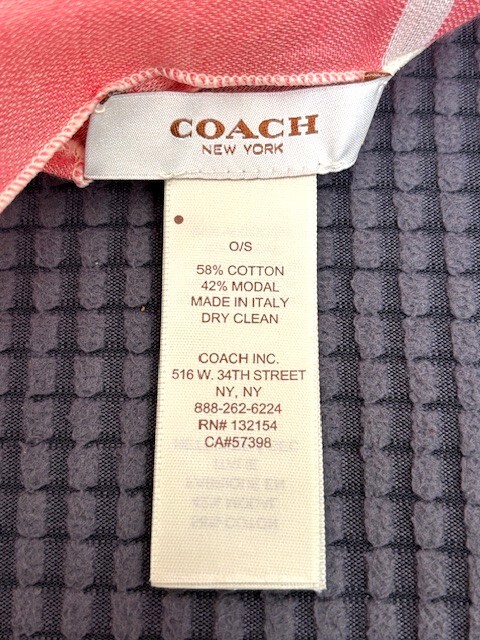 COACH
NEW YORK
O/S
58% COTTON
42% MODAL
MADE IN ITALY
DRY CLEAN
COACH INC.
516 W. 34TH STREET
NY, NY
888-262-6224
RN# 132154
CA#57398